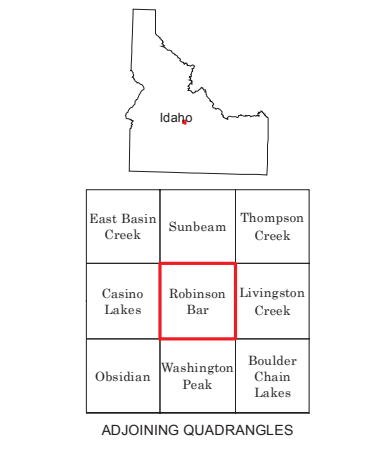 Idaho
East Basin
Creek
Sunbeam
Thompson
Creek
Casino
Lakes
Robinson
Bar
Livingston
Creek
Obsidian
Washington
Peak
Boulder
Chain
Lakes
ADJOINING QUADRANGLES